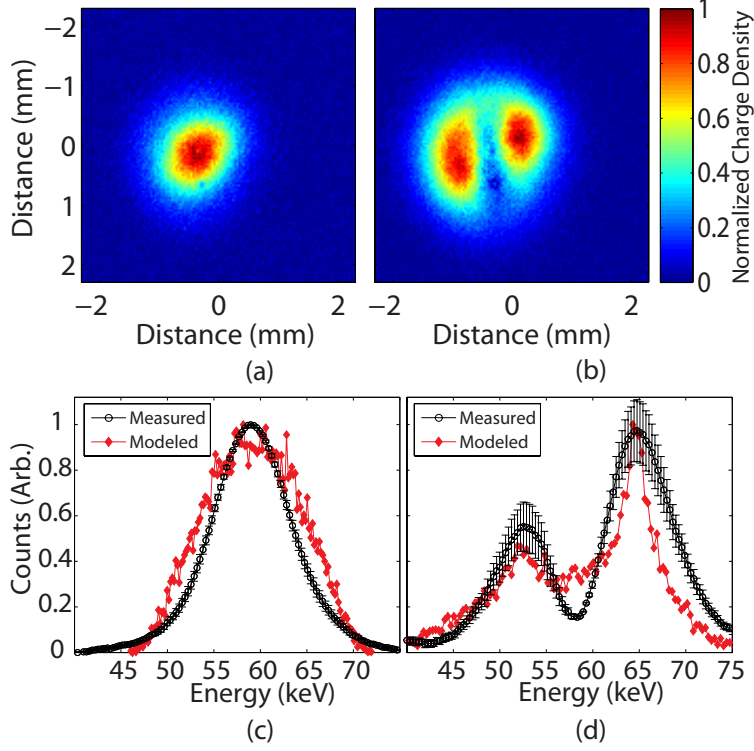 −2
−1
0
1
2
Distance (mm)
−2 0 2
Distance (mm)
(a)
−2 0 2
Distance (mm)
(b)
1
0.8
0.6
0.4
0.2
0
Normalized Charge Density
1
0.8
0.6
0.4
0.2
0
Counts (Arb.)
Measured
Modeled
45 50 55 60 65 70
Energy (keV)
(c)
Measured
Modeled
45 50 55 60 65 70 75
Energy (keV)
(d)